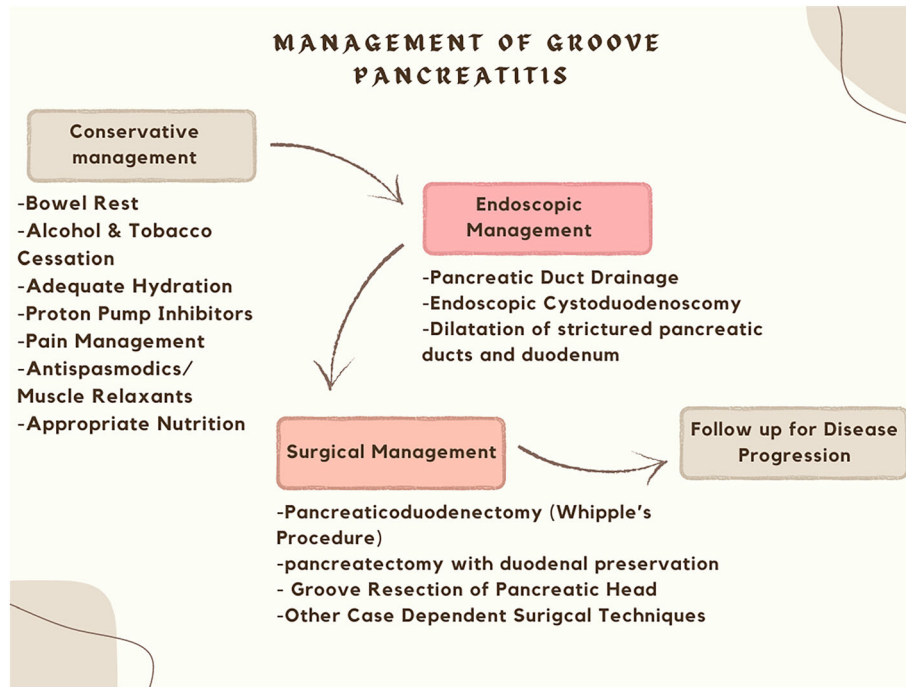 MANAGEMENT OF GROOVE
PANCREATITIS
Conservative
management
-Bowel Rest
-Alcohol & Tobacco
Cessation
-Adequate Hydration
-Proton Pump Inhibitors
-Pain Management
-Antispasmodics/
Muscle Relaxants
-Appropriate Nutrition
Endoscopic
Management
-Pancreatic Duct Drainage
-Endoscopic Cystoduodenoscomy
-Dilatation of strictured pancreatic
ducts and duodenum
Surgical Management
-Pancreaticoduodenectomy (Whipple's
Procedure)
-pancreatectomy with duodenal preservation
- Groove Resection of Pancreatic Head
-Other Case Dependent Surigcal Techniques
Follow up for Disease
Progression